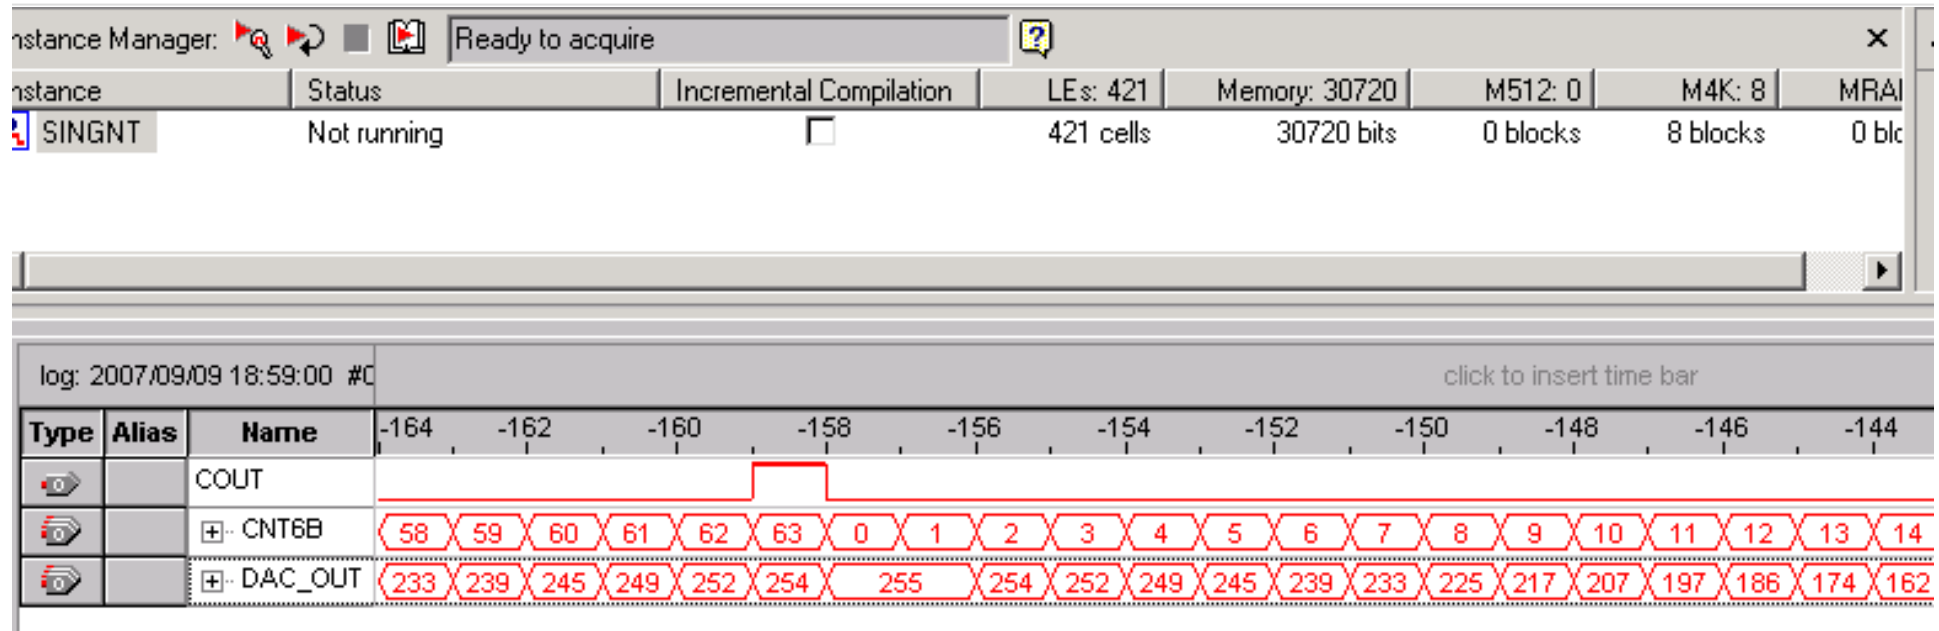 nstance Manager: Ready to acquire
nstance Status Incremental Compilation LEs: 421 Memory: 30720 M512: 0 M4K: 8 MRAI
SINGNT Not running 421 cells 30720 bits 0 blocks 8 blocks 0 blc
log: 2007/09/09 18:59:00 #0 click to insert time bar
Type Alias Name -164 -162 -160 -158 -156 -154 -152 -150 -148 -146 -144
COUT
CNT6B 58 59 60 61 62 63 0 1 2 3 4 5 6 7 8 9 10 11 12 13 14
DAC_OUT 233 239 245 249 252 254 255 254 252 249 245 239 233 225 217 207 197 186 174 162